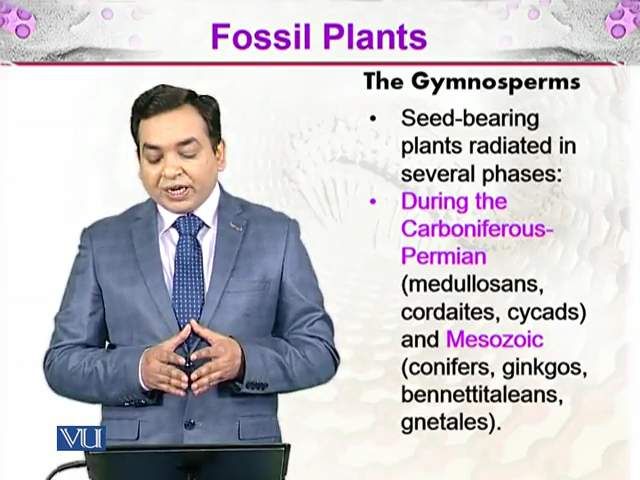 Fossil Plants
The Gymnosperms
• Seed-bearing
plants radiated in
several phases:
• During the
Carboniferous-
Permian
(medullosans,
cordaites, cycads)
and Mesozoic
(conifers, ginkgos,
bennettitaleans,
gnetales).
VU